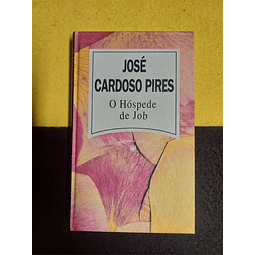 JOSÉ
CARDOSO PIRES
O Hóspede
de Job